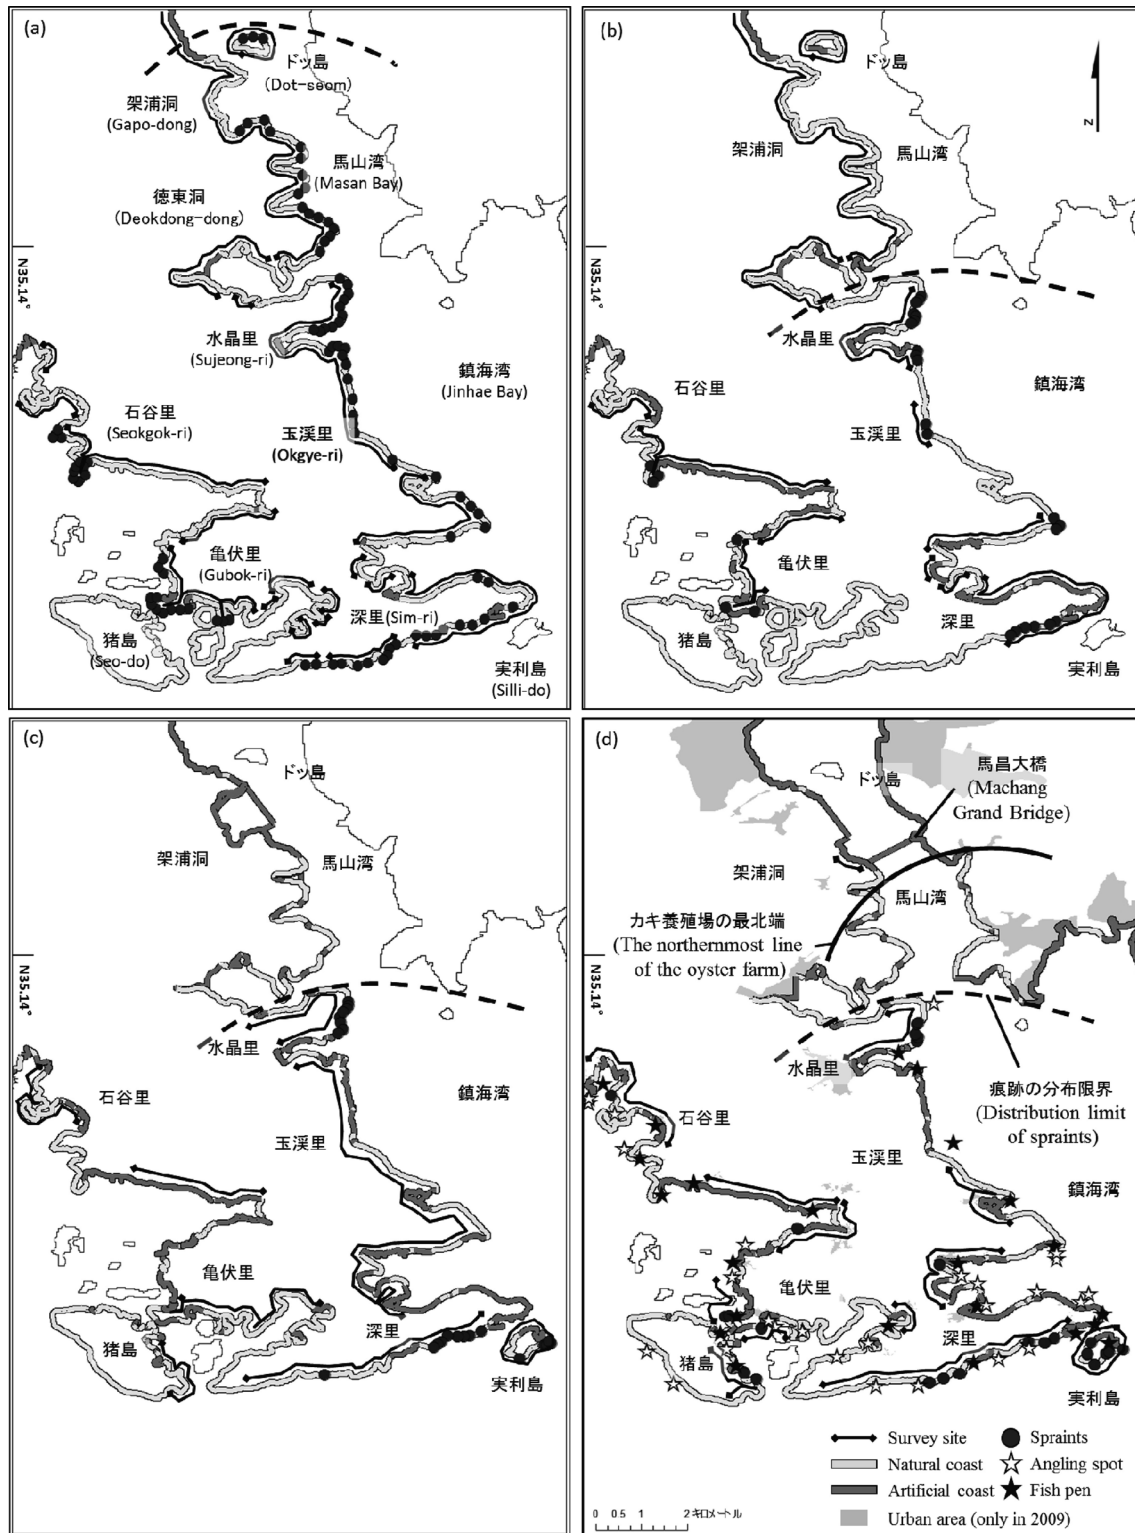 (a)
ドッ島
(Dot-seom)
架浦洞
(Gapo-dong)
馬山湾
(Masan Bay)
徳東洞
(Deokdong-dong)
N35.14°
水晶里
(Sujeong-ri)
鎮海湾
(Jinhae Bay)
石谷里
(Seokgok-ri)
玉渓里
(Okgye-ri)
亀伏里
(Gubok-ri)
深里(Sim-ri)
猪島
(Seo-do)
実利島
(Silli-do)
(b)
ドッ島
N
架浦洞
馬山湾
N35.14°
水晶里
鎮海湾
石谷里
玉渓里
亀伏里
深里
猪島
実利島
(c)
ドッ島
架浦洞
馬山湾
N35.14°
水晶里
鎮海湾
石谷里
玉渓里
亀伏里
深里
猪島
実利島
(d)
ドッ島
馬昌大橋
(Machang
Grand Bridge)
架浦洞
馬山湾
カキ養殖場の最北端
(The northernmost line
of the oyster farm)
N35.14°
水晶里
痕跡の分布限界
(Distribution limit
of spraints)
石谷里
玉渓里
鎮海湾
亀伏里
深里
猪島
実利島
Survey site
Spraints
Natural coast
Angling spot
Artificial coast
Fish pen
Urban area (only in 2009)
0 0.5 1 2 キロメートル